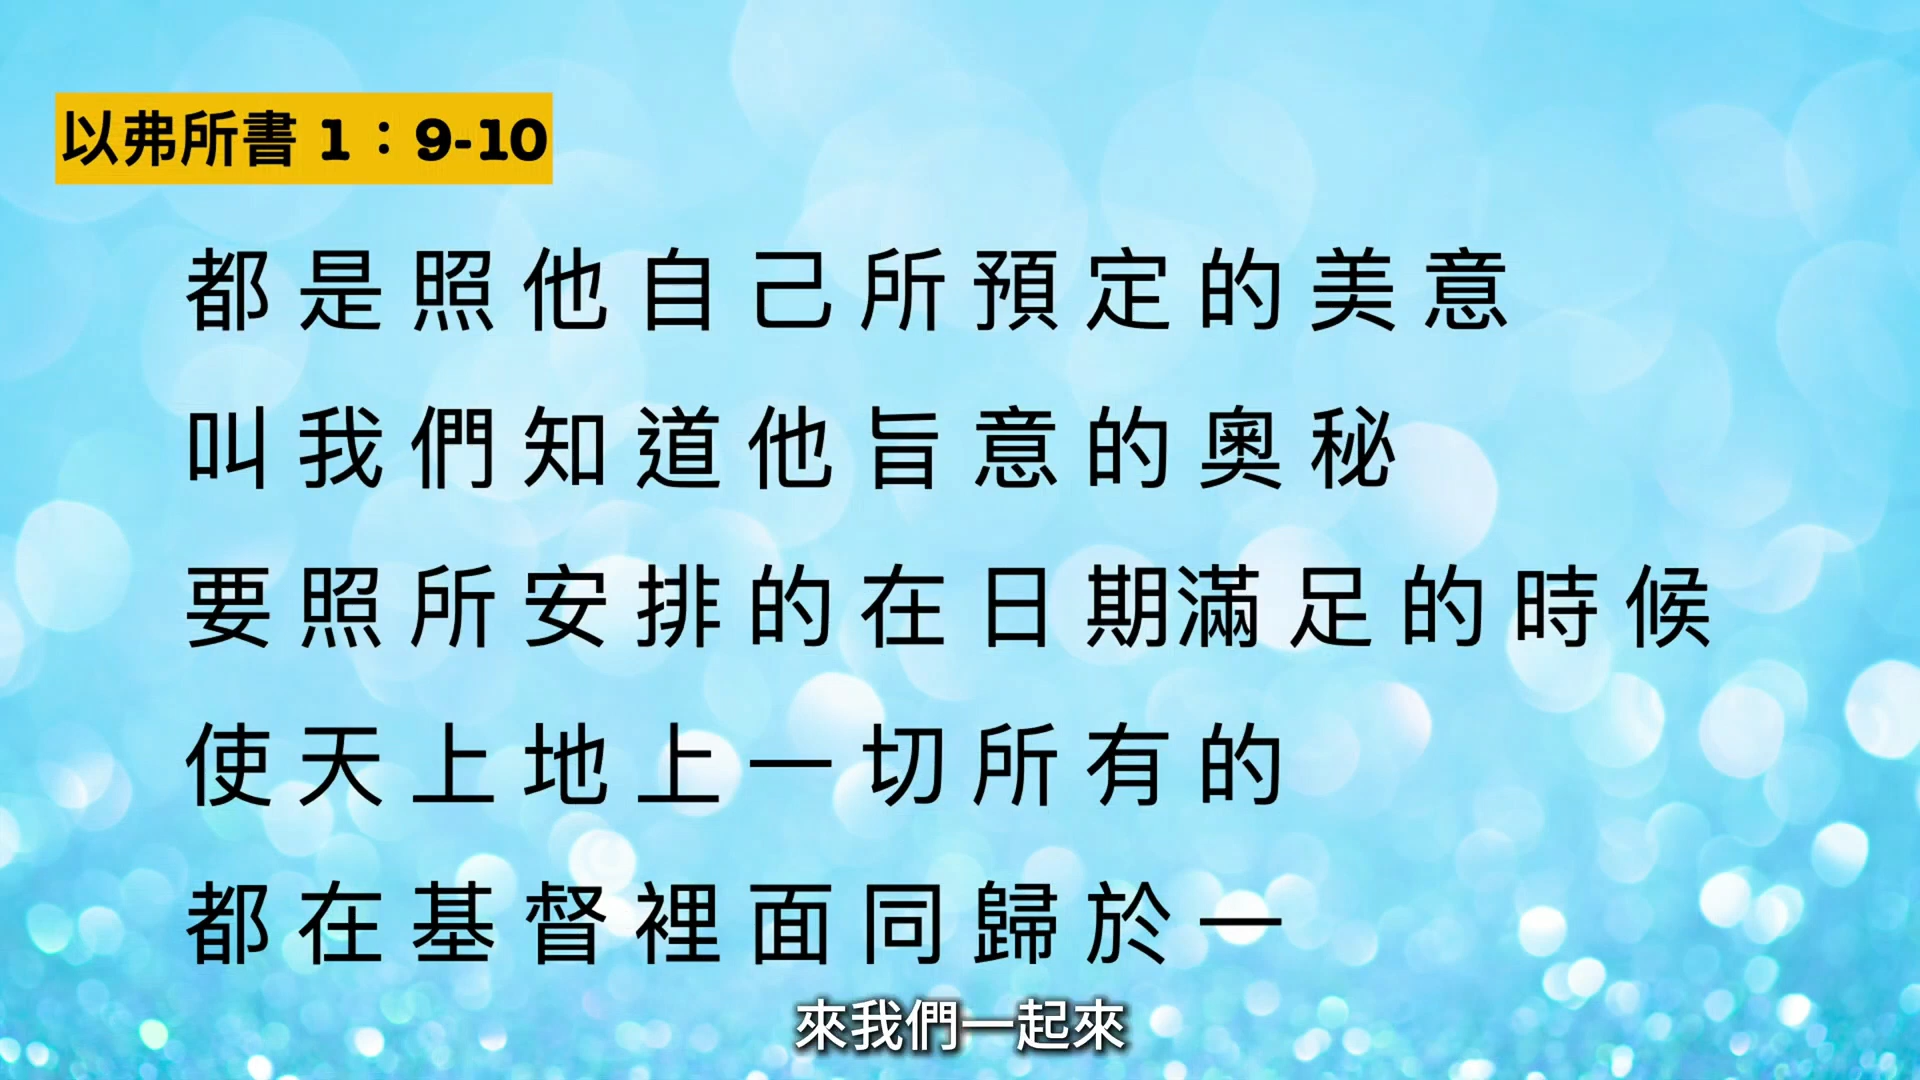 以弗所書 1：9-10
都是照他自己所預定的美意
叫我們知道他旨意的奧秘
要照所安排的在日期滿足的時候
使天上地上一切所有的
都在基督裡面同歸於一
來我們一起來